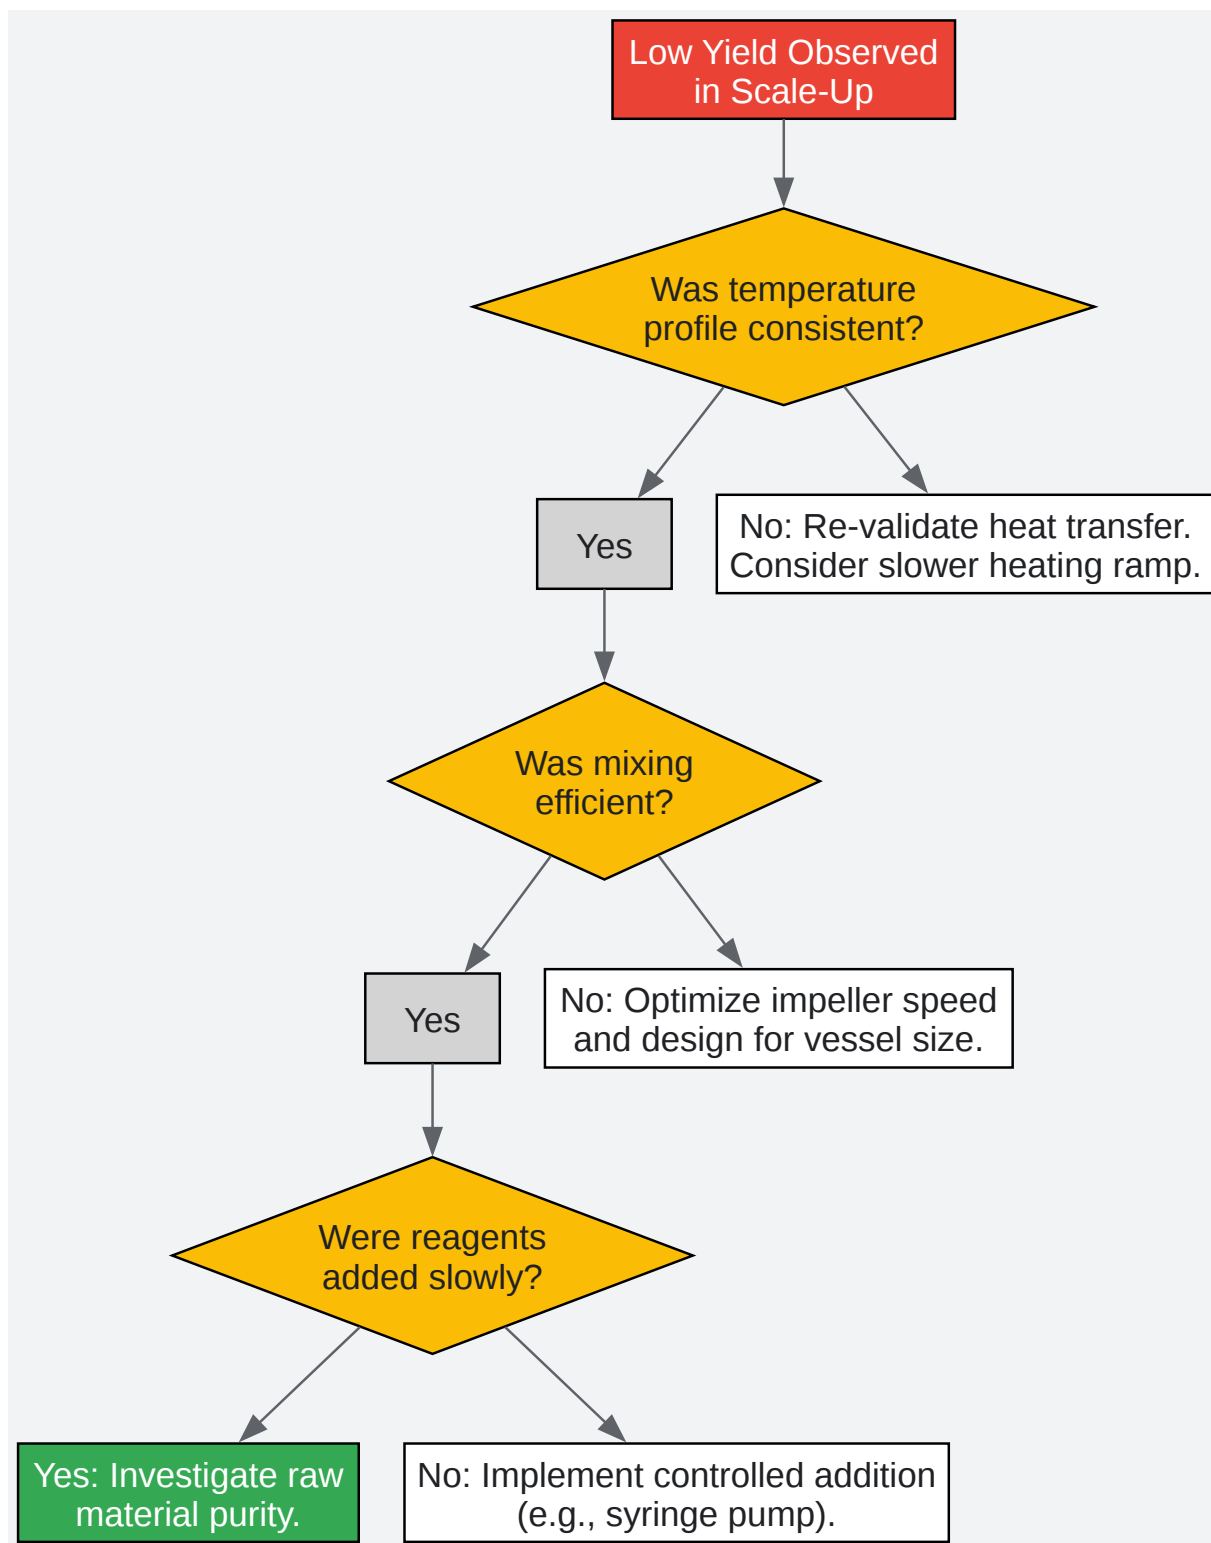 Low Yield Observed
in Scale-Up
Was temperature
profile consistent?
Yes
No: Re-validate heat transfer.
Consider slower heating ramp.
Was mixing
efficient?
Yes
No: Optimize impeller speed
and design for vessel size.
Were reagents
added slowly?
Yes: Investigate raw
material purity.
No: Implement controlled addition
(e.g., syringe pump).